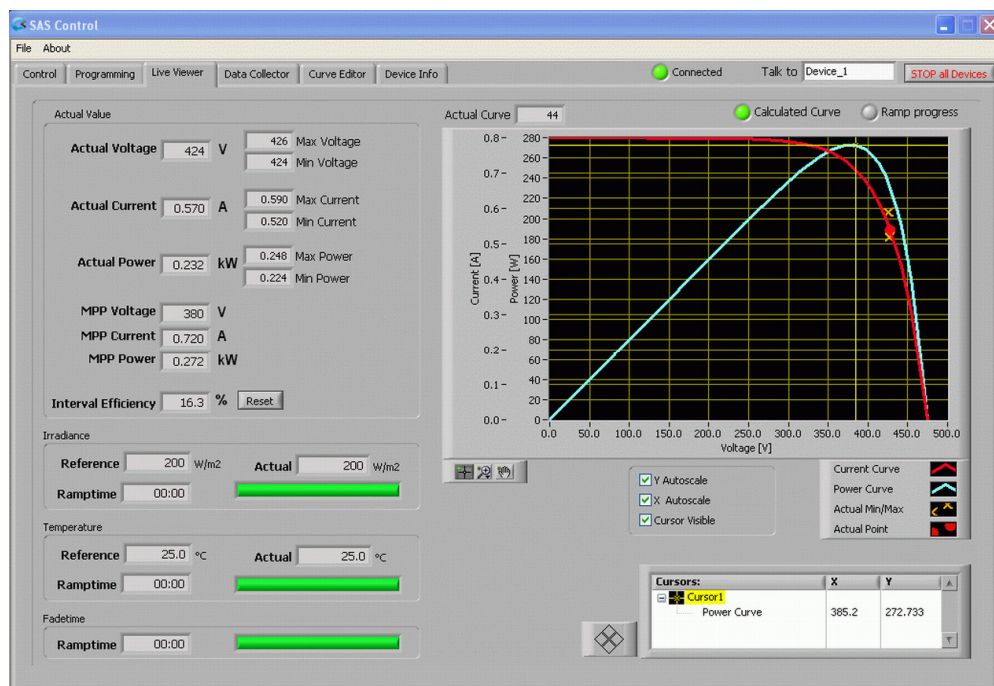 SAS Control
File About
Control Programming Live Viewer Data Collector Curve Editor Device Info
Connected Talk to Device_1 STOP all Devices
Actual Value
Actual Voltage 424 V
426 Max Voltage
424 Min Voltage
Actual Current 0.570 A
0.590 Max Current
0.520 Min Current
Actual Power 0.232 kW
0.248 Max Power
0.224 Min Power
MPP Voltage 380 V
MPP Current 0.720 A
MPP Power 0.272 kW
Interval Efficiency 16.3 % Reset
Irradiance
Reference 200 W/m2 Actual 200 W/m2
Ramptime 00:00
Temperature
Reference 25.0 °C Actual 25.0 °C
Ramptime 00:00
Fadetime
Ramptime 00:00
Actual Curve 44 Calculated Curve Ramp progress
Current [A]
0.8
0.7
0.6
0.5
0.4
0.3
0.2
0.1
0.0
Power [W]
280
260
240
220
200
180
160
140
120
100
80
60
40
20
0
0.0 50.0 100.0 150.0 200.0 250.0 300.0 350.0 400.0 450.0 500.0
Voltage [V]
Y Autoscale
X Autoscale
Cursor Visible
Current Curve
Power Curve
Actual Min/Max
Actual Point
Cursors: X Y
Cursor1
Power Curve 385.2 272.733